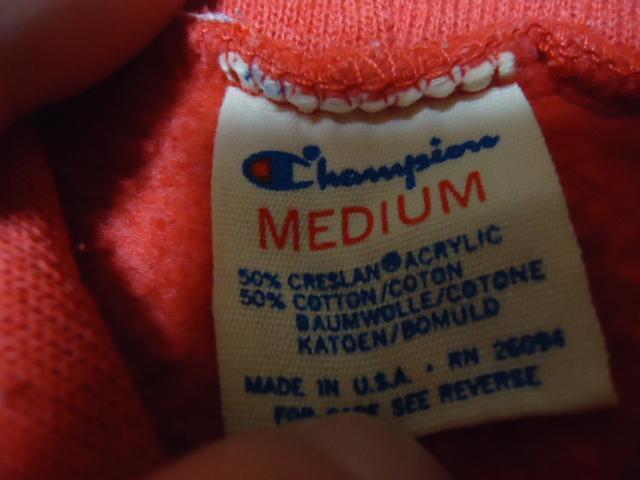 Champion
MEDIUM
50% CRESLAN® ACRYLIC
50% COTTON/COTON
BAUMWOLLE/COTONE
KATOEN/BOMULD
MADE IN U.S.A. · RN 26094
FOR CARE SEE REVERSE